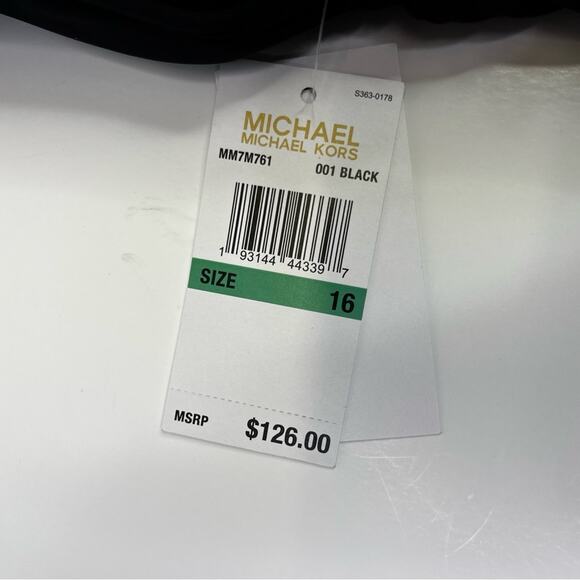 S363-0178
MICHAEL
MICHAEL KORS
MM7M761 001 BLACK
1 93144 44339 7
SIZE 16
MSRP $126.00